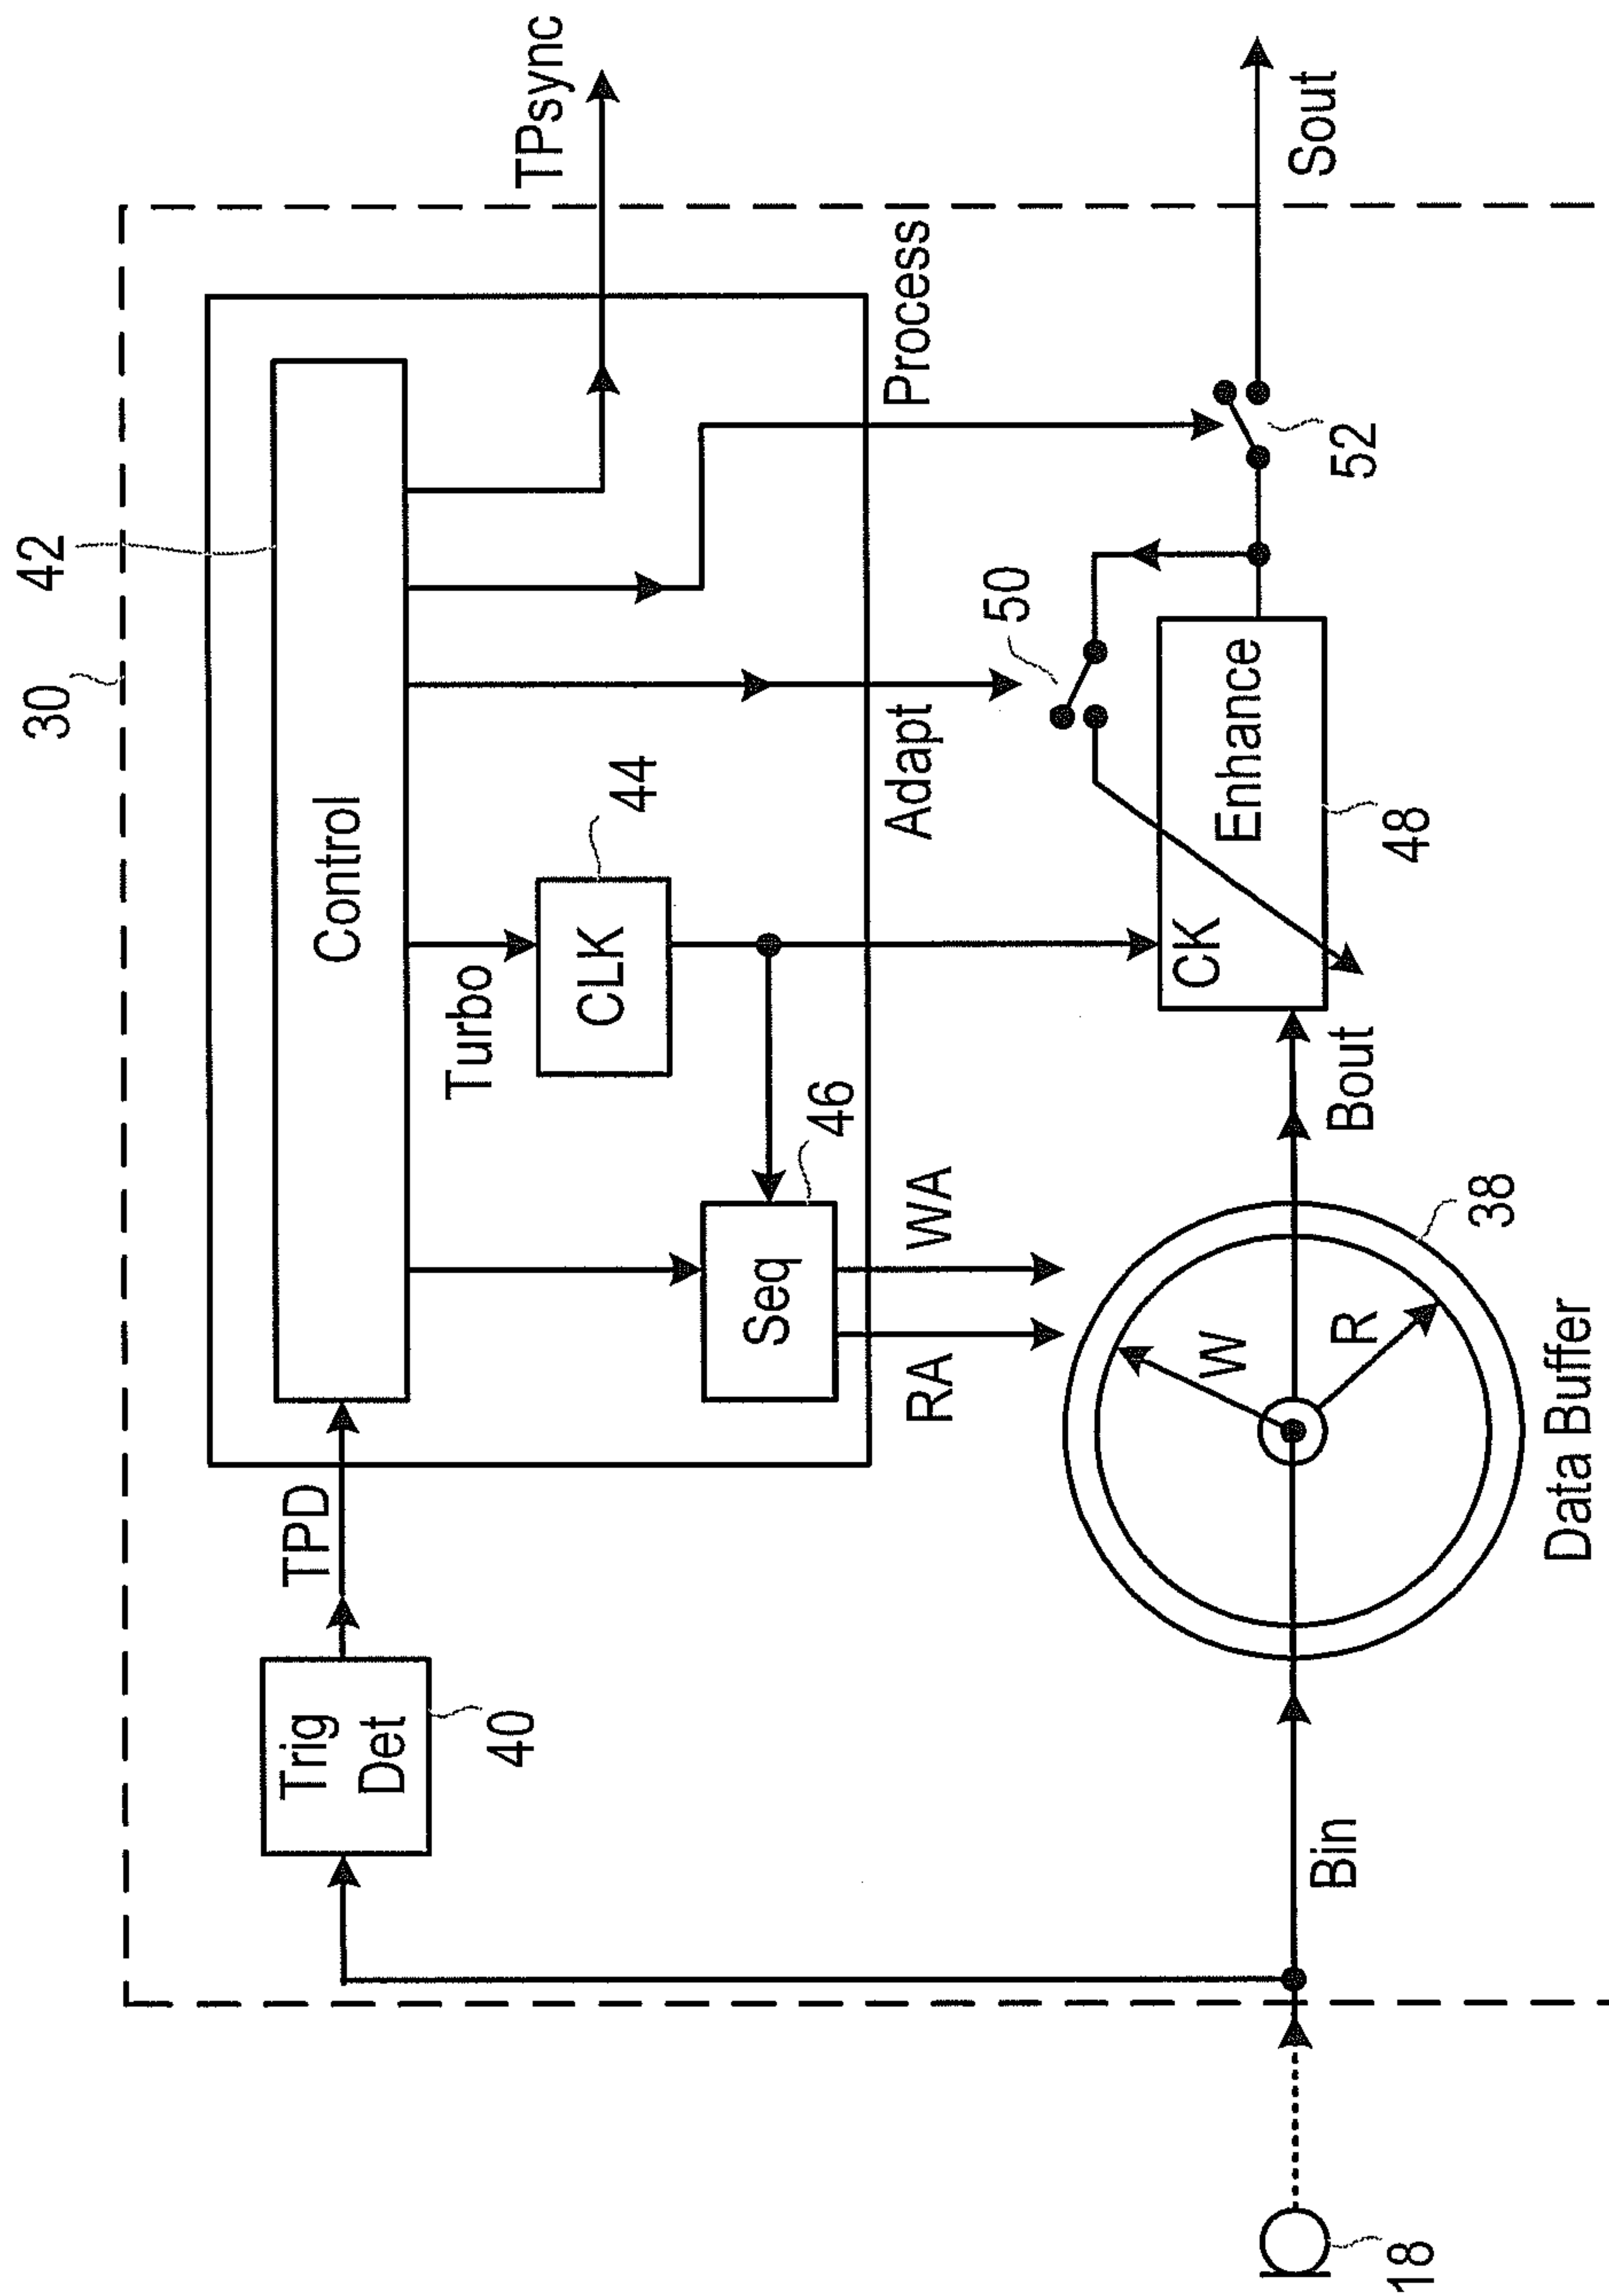 30
42
Trig
Det
40
TPD
Control
TPsync
Turbo
CLK
44
Seq
46
RA
WA
Adapt
Process
50
52
18
Bin
W
R
38
Data Buffer
Bout
CK
Enhance
48
Sout